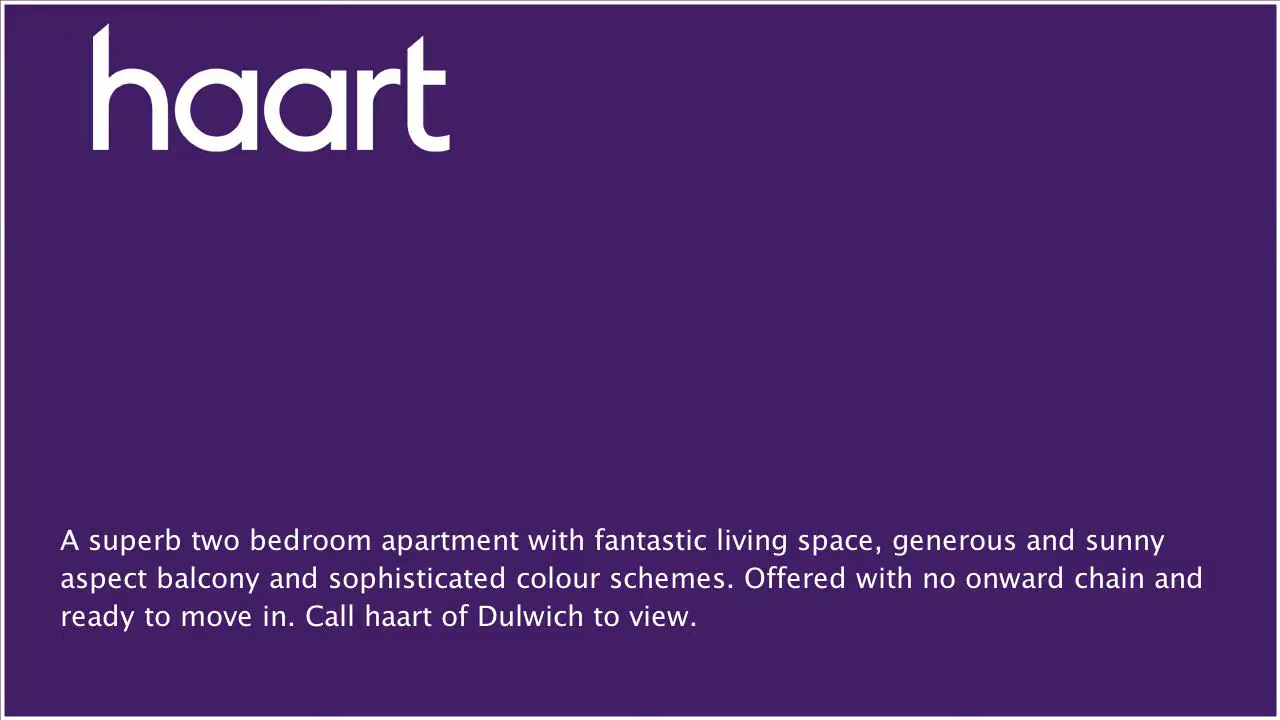 haart
A superb two bedroom apartment with fantastic living space, generous and sunny
aspect balcony and sophisticated colour schemes. Offered with no onward chain and
ready to move in. Call haart of Dulwich to view.